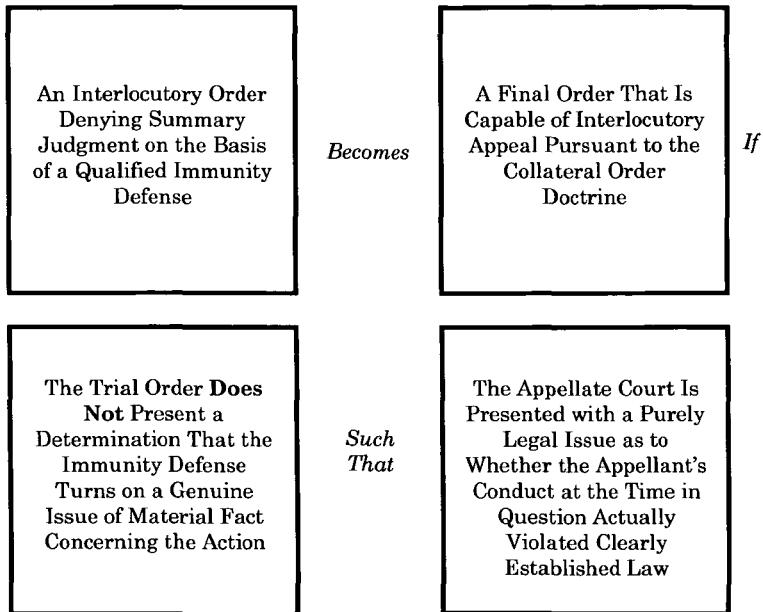 An Interlocutory Order
Denying Summary
Judgment on the Basis
of a Qualified Immunity
Defense
Becomes
A Final Order That Is
Capable of Interlocutory
Appeal Pursuant to the
Collateral Order
Doctrine
If
The Trial Order Does
Not Present a
Determination That the
Immunity Defense
Turns on a Genuine
Issue of Material Fact
Concerning the Action
Such
That
The Appellate Court Is
Presented with a Purely
Legal Issue as to
Whether the Appellant's
Conduct at the Time in
Question Actually
Violated Clearly
Established Law